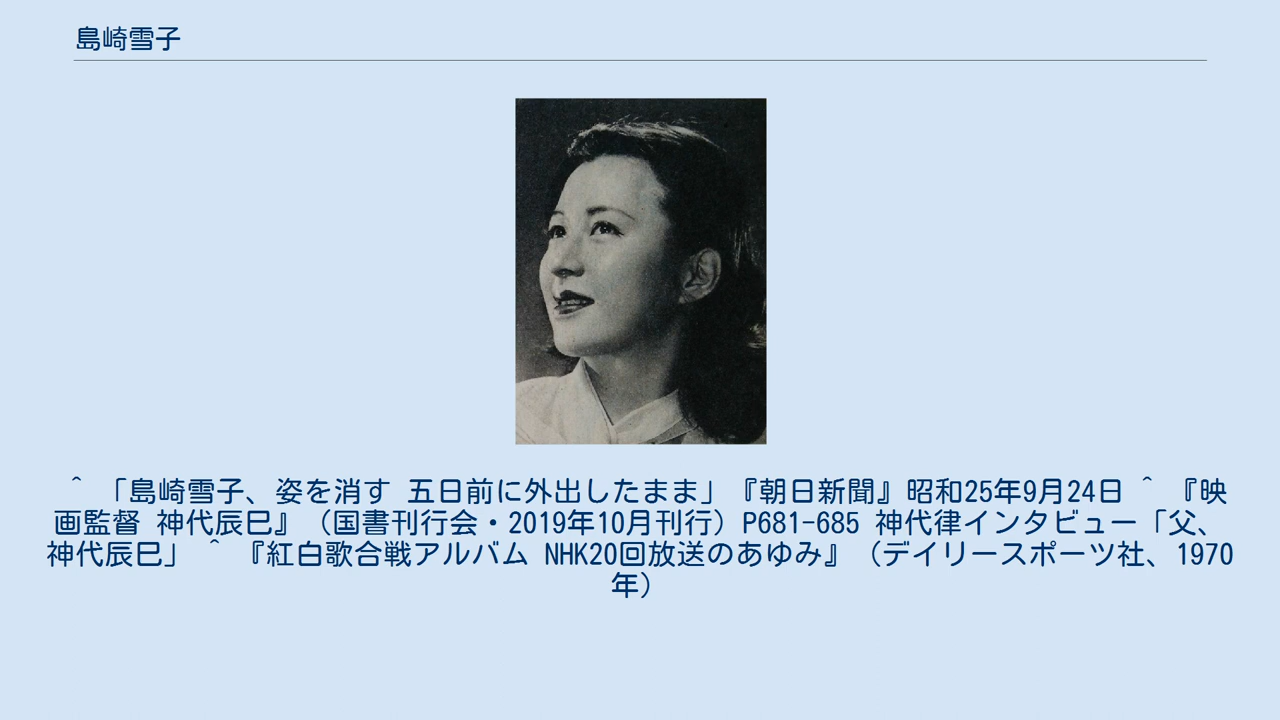 島崎雪子
^ 「島崎雪子、姿を消す 五日前に外出したまま」『朝日新聞』昭和25年9月24日 ^ 『映
画監督 神代辰巳』（国書刊行会・2019年10月刊行）P681-685 神代律インタビュー「父、
神代辰巳」 ^ 『紅白歌合戦アルバム NHK20回放送のあゆみ』（デイリースポーツ社、1970
年）